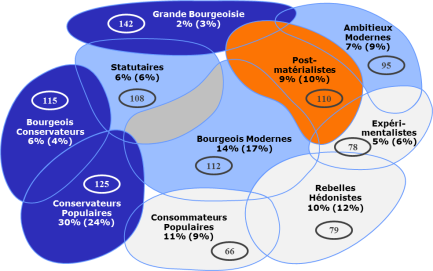 Grande Bourgeoisie
2% (3%)
142
Ambitieux
Modernes
7% (9%)
95
Statutaires
6% (6%)
108
Post-
matérialistes
9% (10%)
110
115
Bourgeois
Conservateurs
6% (4%)
Bourgeois Modernes
14% (17%)
112
Expéri-
mentalistes
5% (6%)
78
125
Conservateurs
Populaires
30% (24%)
Consommateurs
Populaires
11% (9%)
66
Rebelles
Hédonistes
10% (12%)
79